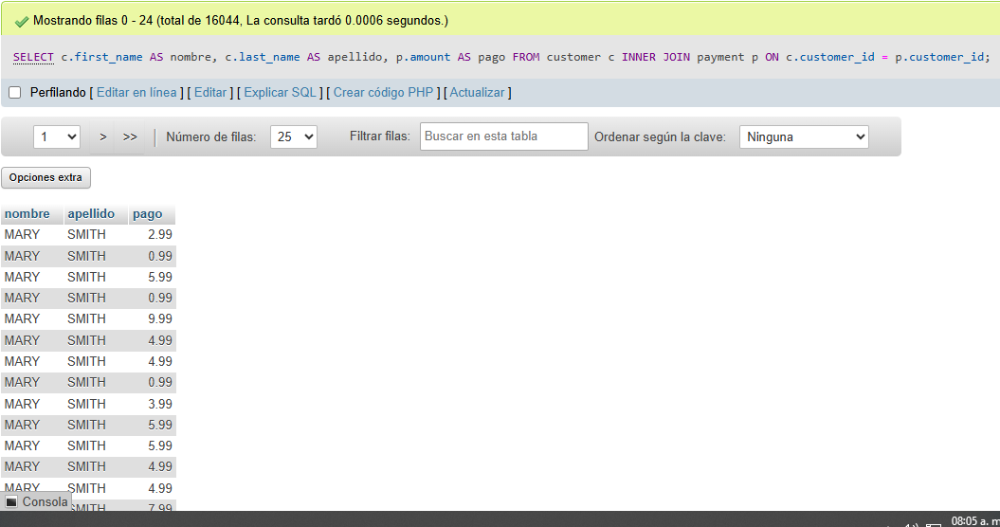 Mostrando filas 0 - 24 (total de 16044, La consulta tardó 0.0006 segundos.)
SELECT c.first_name AS nombre, c.last_name AS apellido, p.amount AS pago FROM customer c INNER JOIN payment p ON c.customer_id = p.customer_id;
Perfilando [ Editar en línea ] [ Editar ] [ Explicar SQL ] [ Crear código PHP ] [ Actualizar ]
1 > >> | Número de filas: 25 Filtrar filas: Buscar en esta tabla Ordenar según la clave: Ninguna
Opciones extra
nombre apellido pago
MARY SMITH 2.99
MARY SMITH 0.99
MARY SMITH 5.99
MARY SMITH 0.99
MARY SMITH 9.99
MARY SMITH 4.99
MARY SMITH 4.99
MARY SMITH 0.99
MARY SMITH 3.99
MARY SMITH 5.99
MARY SMITH 5.99
MARY SMITH 4.99
MARY SMITH 4.99
Consola SMITH 7.99
08:05 a. m